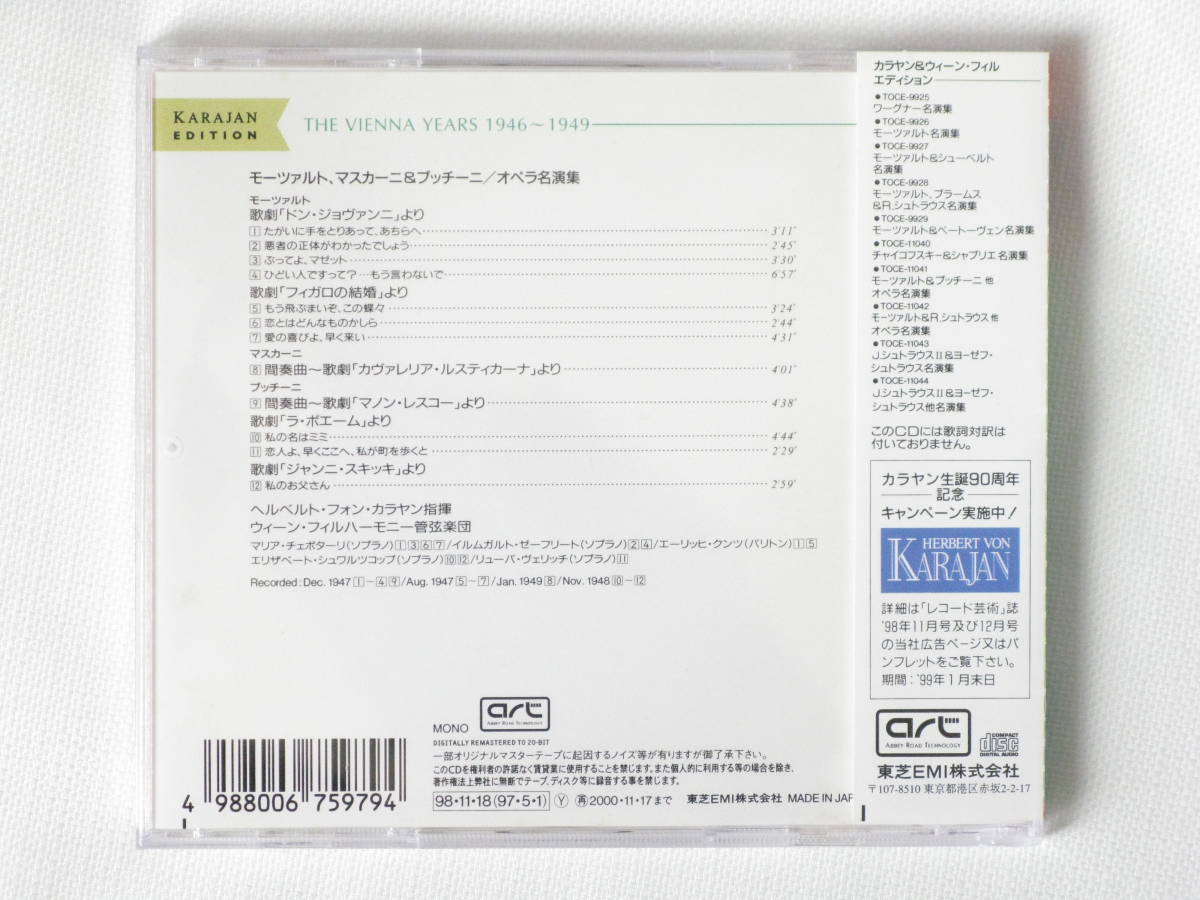 KARAJAN
EDITION
THE VIENNA YEARS 1946~1949
モーツァルト、マスカーニ&プッチーニ/オペラ名演集
モーツァルト
歌劇「ドン・ジョヴァンニ」より
1 たがいに手をとりあって、あちらへ 3'11"
2 悪者の正体がわかったでしょう 2'45"
3 ぶってよ、マゼット 3'30"
4 ひどい人ですって?…もう言わないで 6'57"
歌劇「フィガロの結婚」より
5 もう飛ぶまいぞ、この蝶々 3'24"
6 恋とはどんなものかしら 2'44"
7 愛の喜びよ、早く来い 4'31"
マスカーニ
8 間奏曲~歌劇「カヴァレリア・ルスティカーナ」より 4'01"
プッチーニ
9 間奏曲~歌劇「マノン・レスコー」より 4'38"
歌劇「ラ・ボエーム」より
10 私の名はミミ 4'44"
11 恋人よ、早くここへ、私が町を歩くと 2'29"
歌劇「ジャンニ・スキッキ」より
12 私のお父さん 2'59"
ヘルベルト・フォン・カラヤン指揮
ウィーン・フィルハーモニー管弦楽団
マリア・チェボターリ(ソプラノ)1367/イルムガルト・ゼーフリート(ソプラノ)24/エーリッヒ・クンツ(バリトン)15
エリザベート・シュワルツコップ(ソプラノ)1012/リューバ・ヴェリッチ(ソプラノ)11
Recorded: Dec. 1947 1~49/Aug. 1947 5~7/Jan. 1949 8/Nov. 1948 10~12
MONO
art
ABBEY ROAD TECHNOLOGY
DIGITALLY REMASTERED TO 20-BIT
一部オリジナルマスターテープに起因するノイズ等が有りますが御了承下さい。
このCDを権利者の許諾なく賃貸業に使用することを禁じます。また個人的に利用する等の場合を除き、
著作権法上弊社に無断でテープ、ディスク等に録音する事を禁じます。
98・11・18(97・5・1) Y 再2000・11・17まで 東芝EMI株式会社 MADE IN JAP
4 988006 759794
カラヤン&ウィーン・フィル
エディション
●TOCE-9925
ワーグナー名演集
●TOCE-9926
モーツァルト名演集
●TOCE-9927
モーツァルト&シューベルト
名演集
●TOCE-9928
モーツァルト、ブラームス
&R.シュトラウス名演集
●TOCE-9929
モーツァルト&ベートーヴェン名演集
●TOCE-11040
チャイコフスキー&シャブリエ名演集
●TOCE-11041
モーツァルト&プッチーニ 他
オペラ名演集
●TOCE-11042
モーツァルト&R.シュトラウス 他
オペラ名演集
●TOCE-11043
J.シュトラウスII&ヨーゼフ・
シュトラウス名演集
●TOCE-11044
J.シュトラウスII&ヨーゼフ・
シュトラウス他名演集
このCDには歌詞対訳は
付いておりません。
カラヤン生誕90周年
記念
キャンペーン実施中!
HERBERT VON
KARAJAN
詳細は「レコード芸術」誌
'98年11月号及び12月号
の当社広告ページ又はパ
ンフレットをご覧下さい。
期間:'99年1月末日
art
ABBEY ROAD TECHNOLOGY
COMPACT
disc
DIGITAL AUDIO
東芝EMI株式会社
〒107-8510 東京都港区赤坂2-2-17